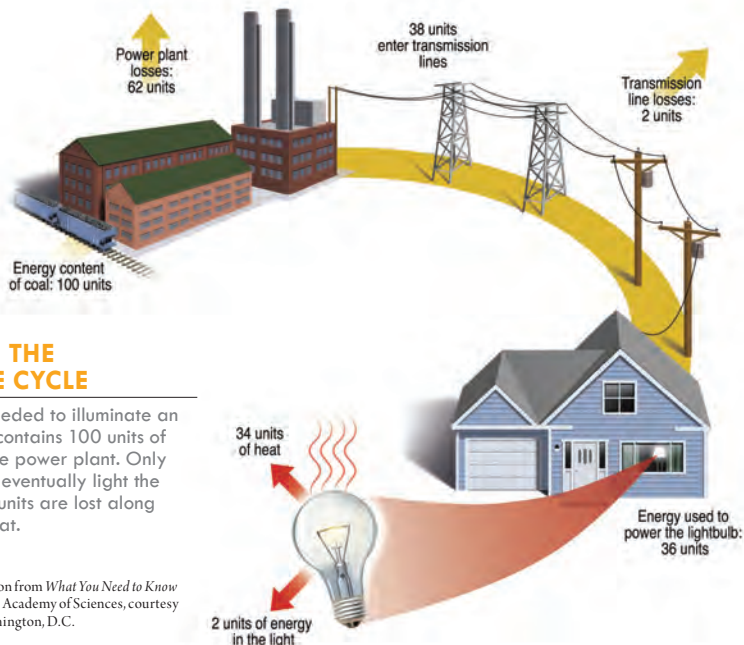 Power plant
losses:
62 units
38 units
enter transmission
lines
Transmission
line losses:
2 units
Energy content
of coal: 100 units
THE
E CYCLE
eded to illuminate an
contains 100 units of
e power plant. Only
eventually light the
units are lost along
at.
34 units
of heat
Energy used to
power the lightbulb:
36 units
on from What You Need to Know
Academy of Sciences, courtesy
hington, D.C.
2 units of energy
in the light